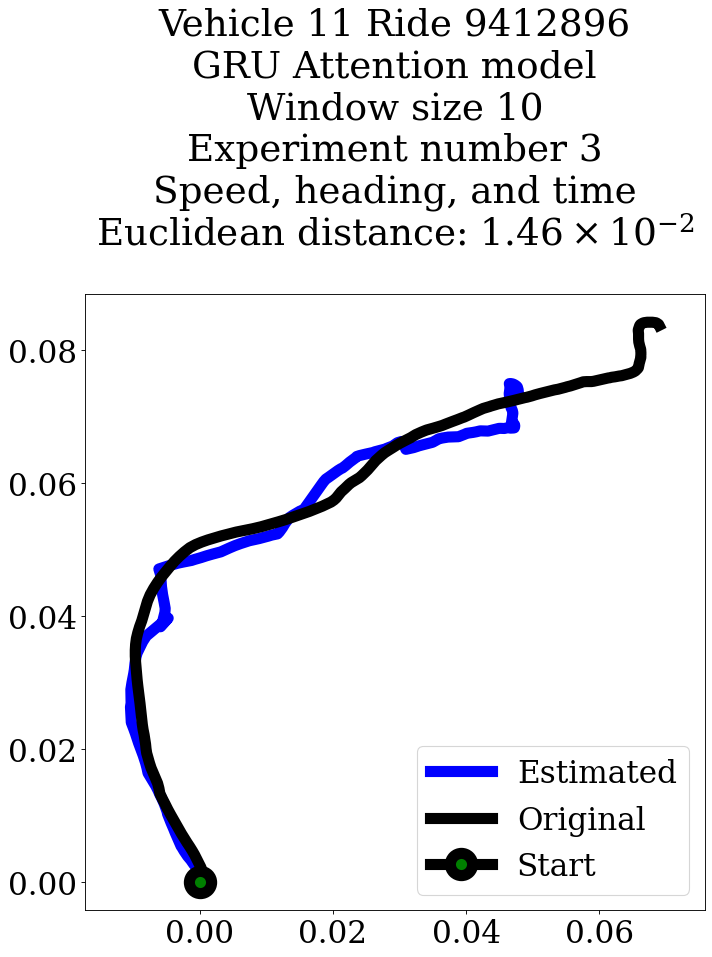 Vehicle 11 Ride 9412896
GRU Attention model
Window size 10
Experiment number 3
Speed, heading, and time
Euclidean distance: 1.46 × 10⁻²
0.08
0.06
0.04
0.02
0.00
Estimated
Original
Start
0.00 0.02 0.04 0.06